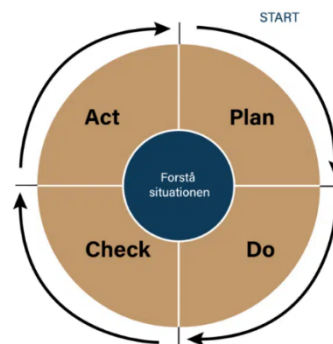 START
Act
Plan
Forstå
situationen
Check
Do